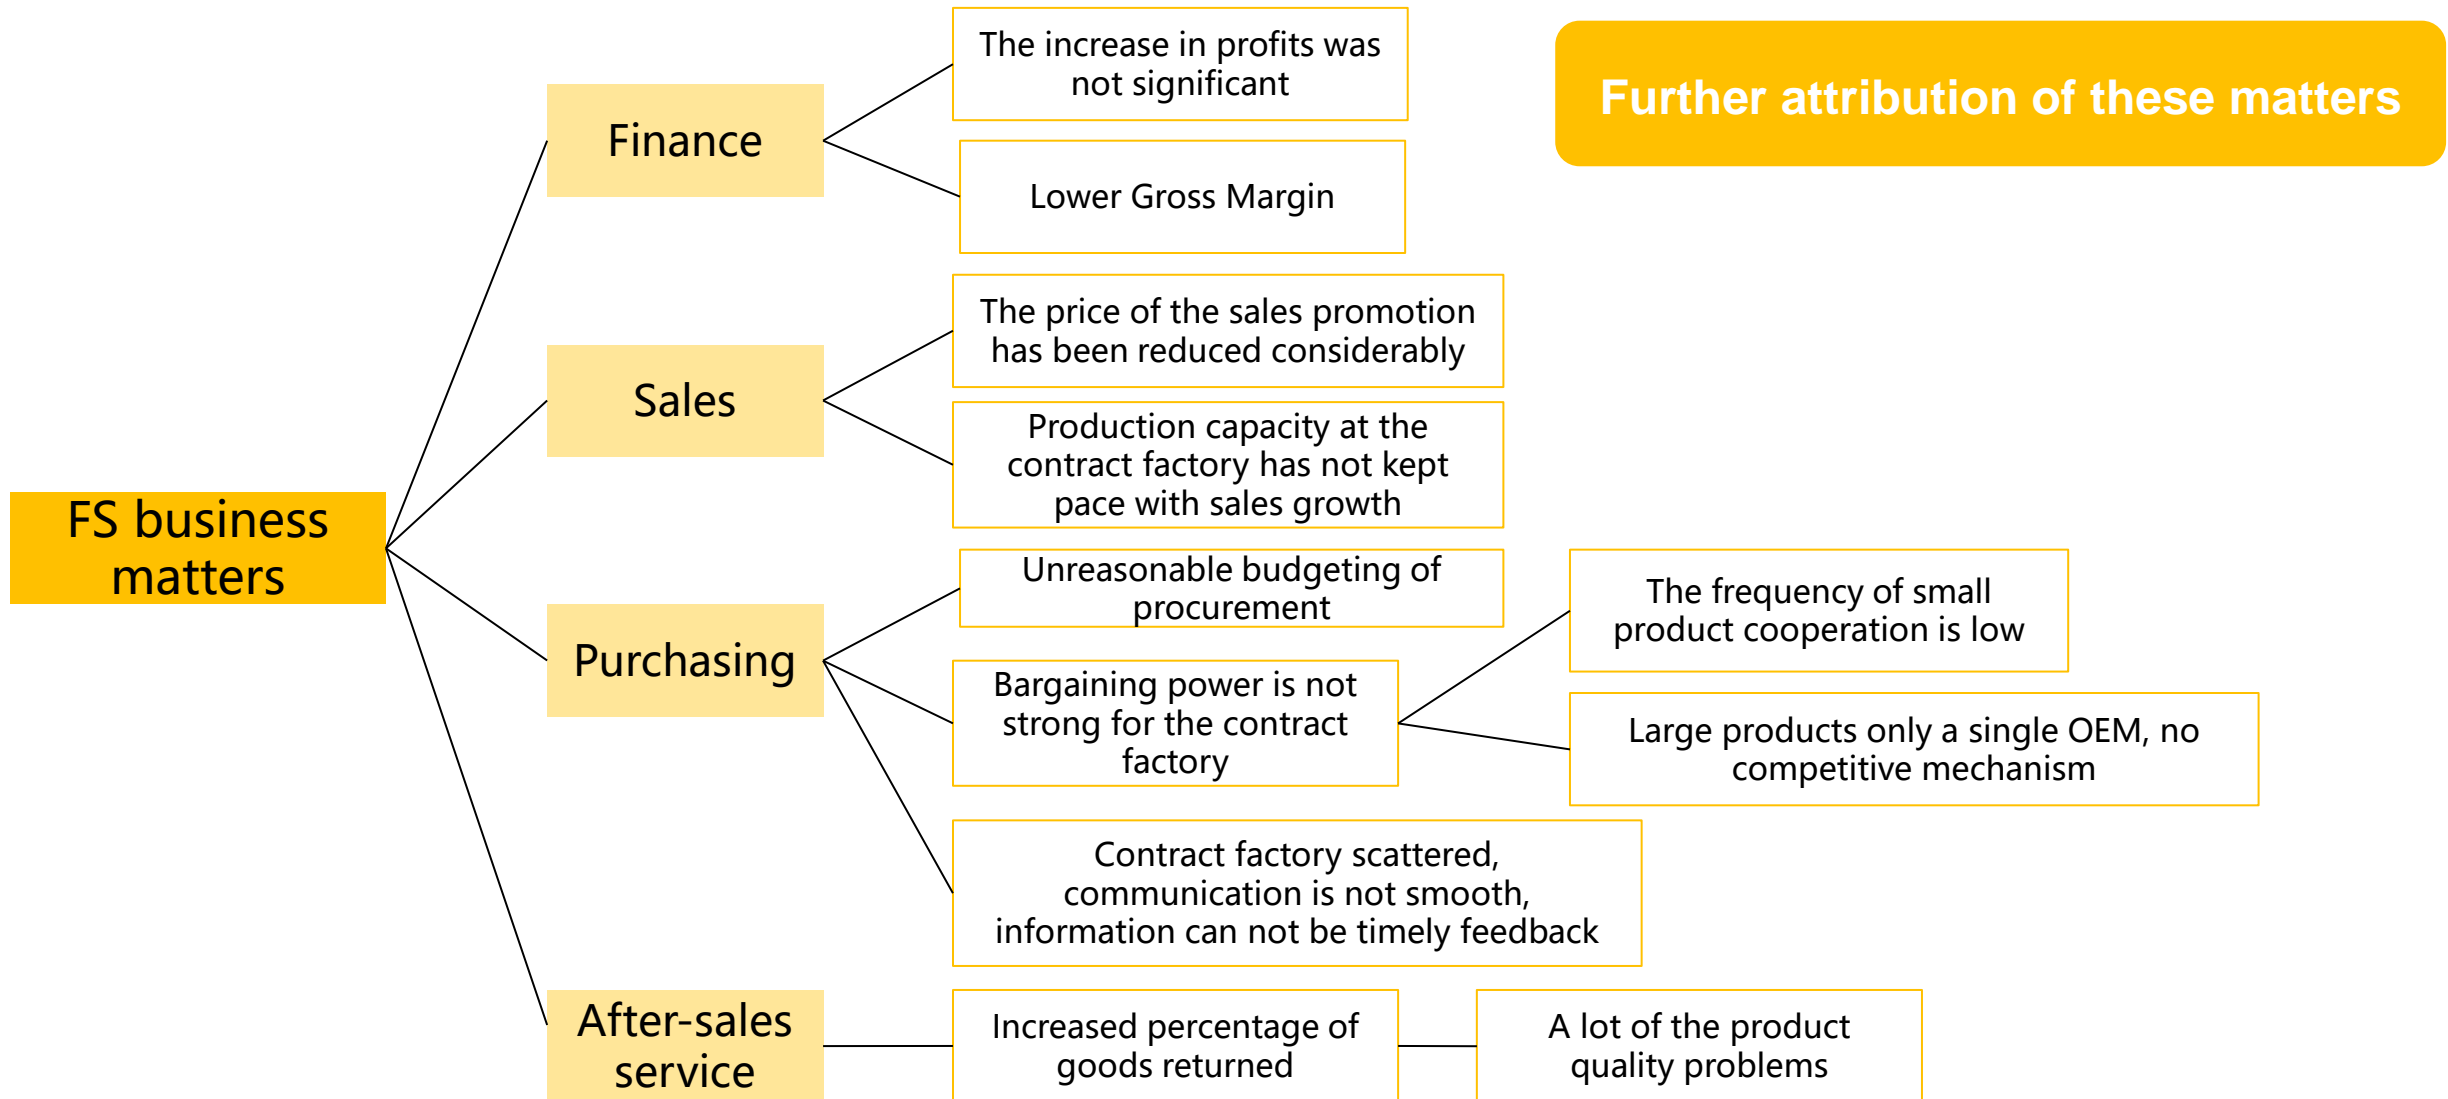 Further attribution of these matters
FS business
matters
Finance
The increase in profits was
not significant
Lower Gross Margin
Sales
The price of the sales promotion
has been reduced considerably
Production capacity at the
contract factory has not kept
pace with sales growth
Purchasing
Unreasonable budgeting of
procurement
Bargaining power is not
strong for the contract
factory
The frequency of small
product cooperation is low
Large products only a single OEM, no
competitive mechanism
Contract factory scattered,
communication is not smooth,
information can not be timely feedback
After-sales
service
Increased percentage of
goods returned
A lot of the product
quality problems